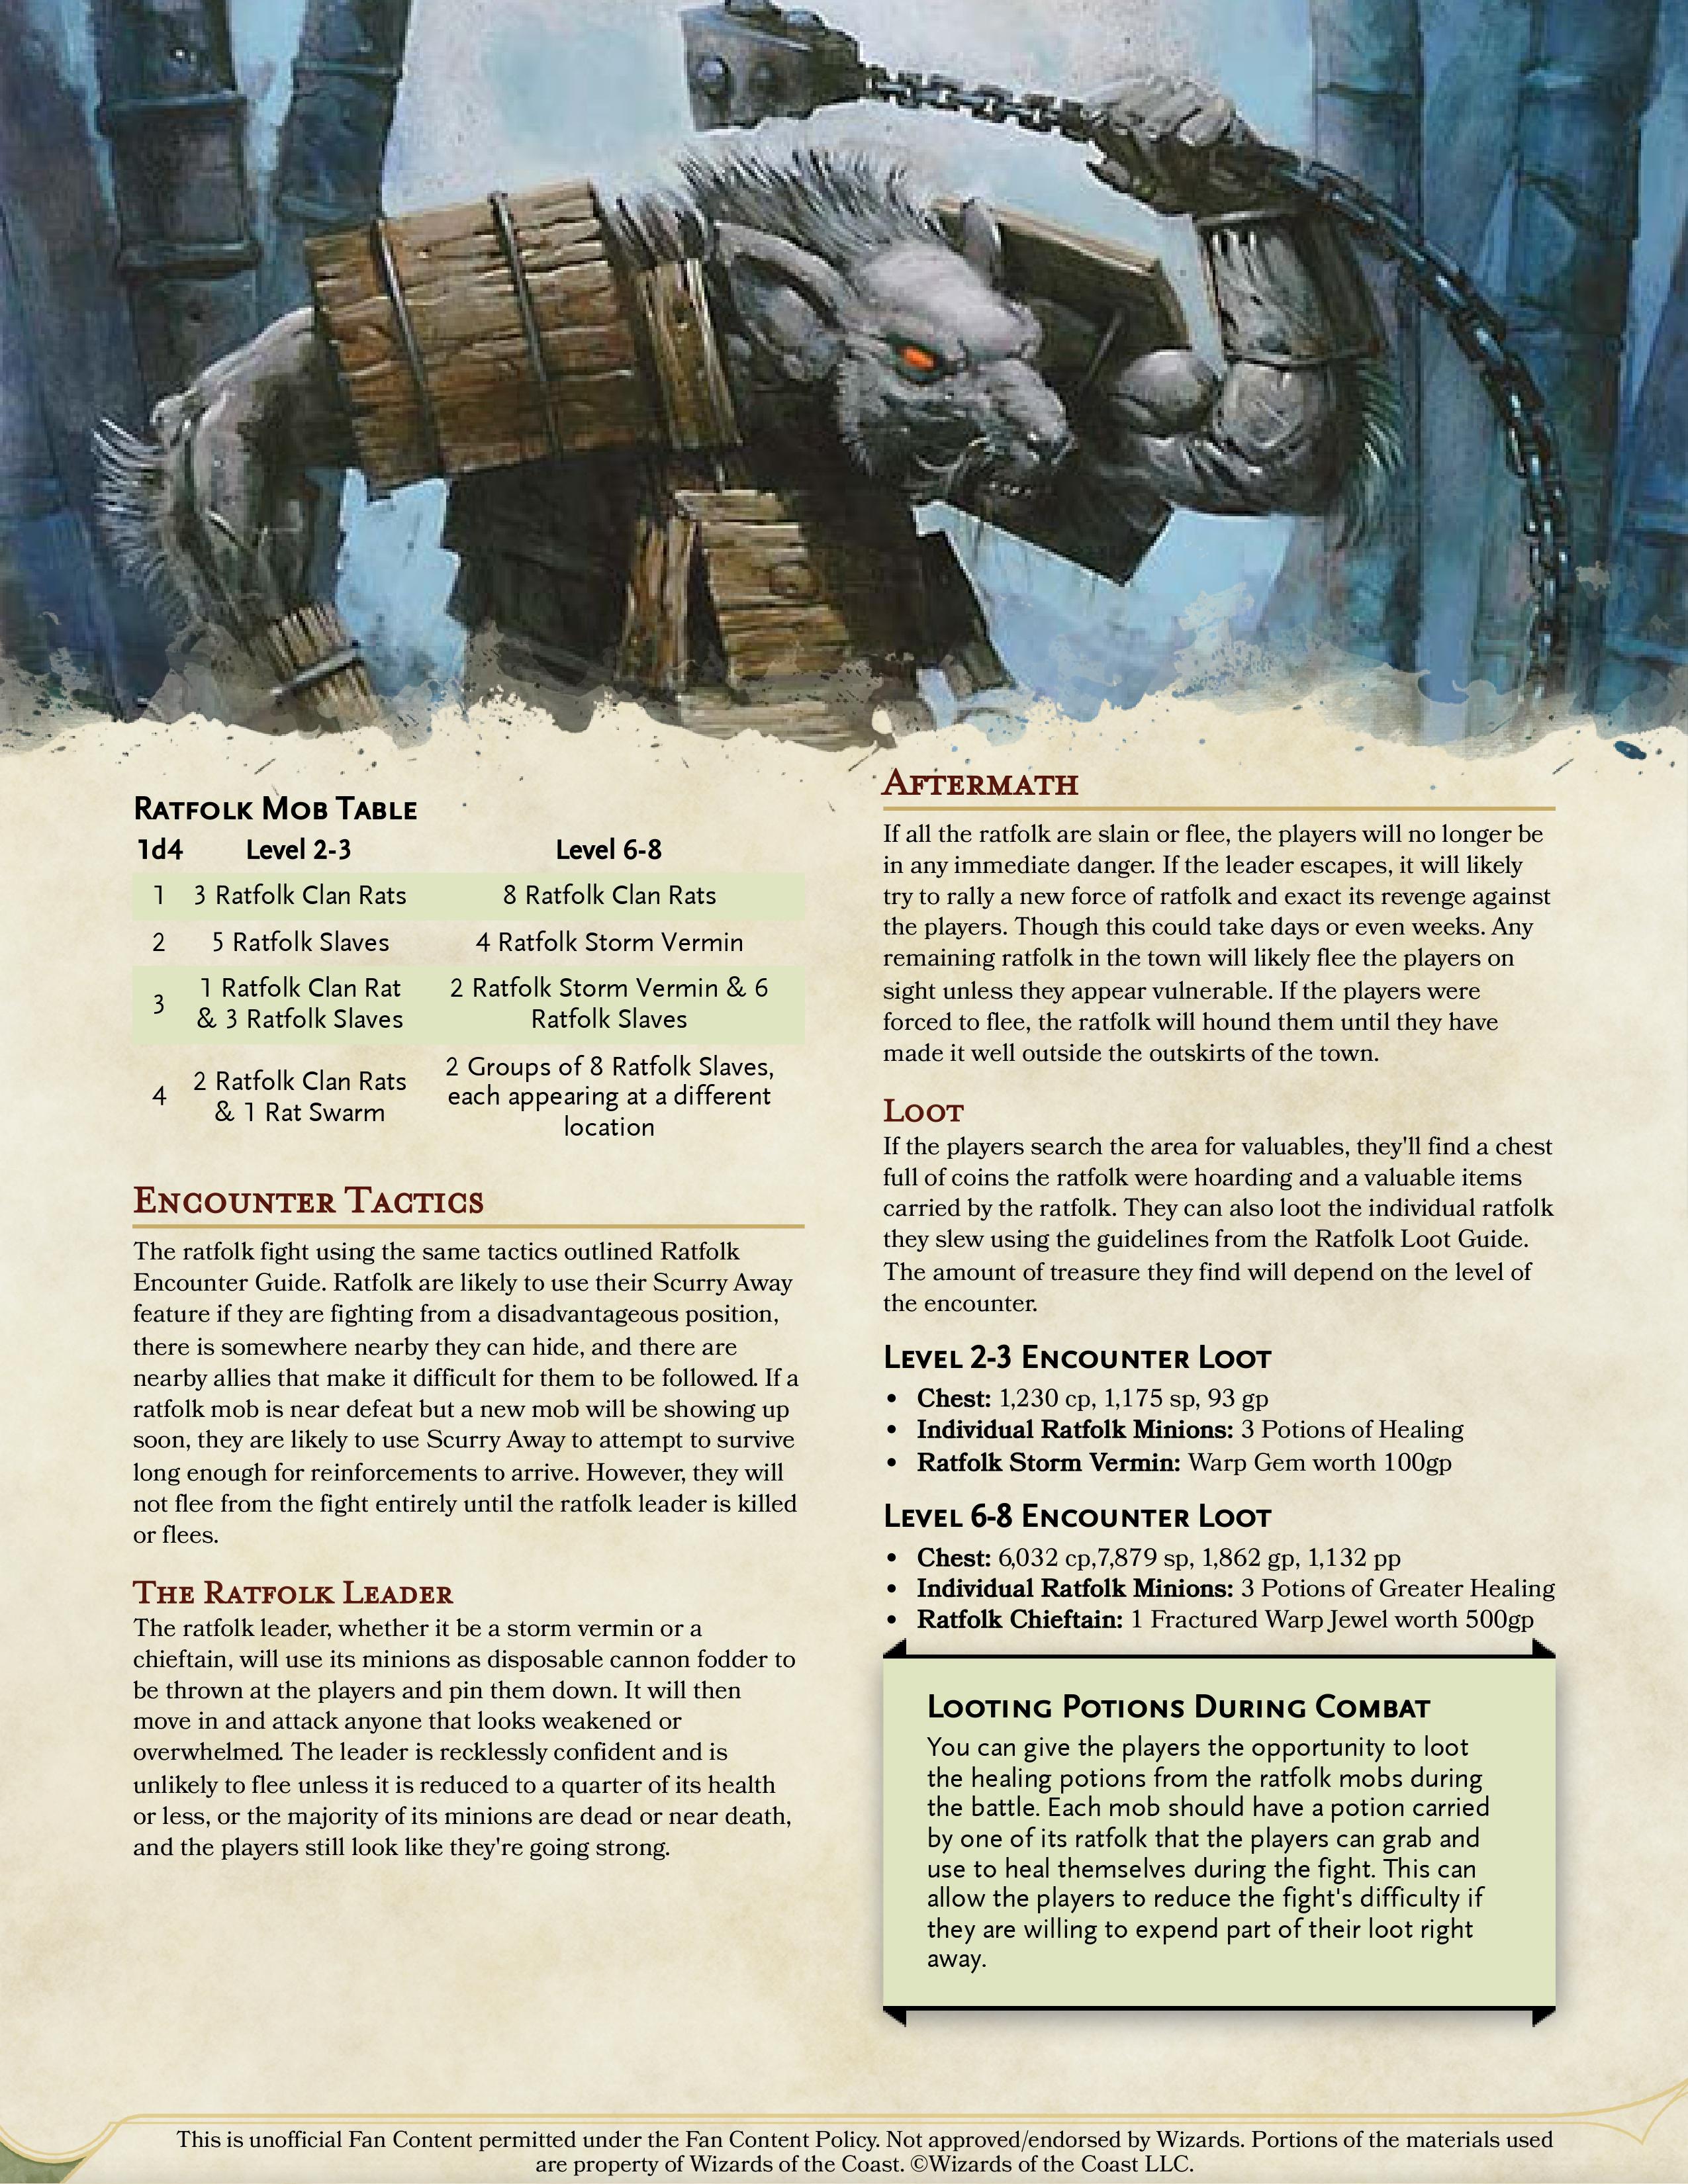 Ratfolk Mob Table
1d4 Level 2-3 Level 6-8
1 3 Ratfolk Clan Rats 8 Ratfolk Clan Rats
2 5 Ratfolk Slaves 4 Ratfolk Storm Vermin
3 1 Ratfolk Clan Rat
& 3 Ratfolk Slaves 2 Ratfolk Storm Vermin & 6
Ratfolk Slaves
4 2 Ratfolk Clan Rats
& 1 Rat Swarm 2 Groups of 8 Ratfolk Slaves,
each appearing at a different
location
Encounter Tactics
The ratfolk fight using the same tactics outlined Ratfolk
Encounter Guide. Ratfolk are likely to use their Scurry Away
feature if they are fighting from a disadvantageous position,
there is somewhere nearby they can hide, and there are
nearby allies that make it difficult for them to be followed. If a
ratfolk mob is near defeat but a new mob will be showing up
soon, they are likely to use Scurry Away to attempt to survive
long enough for reinforcements to arrive. However, they will
not flee from the fight entirely until the ratfolk leader is killed
or flees.
The Ratfolk Leader
The ratfolk leader, whether it be a storm vermin or a
chieftain, will use its minions as disposable cannon fodder to
be thrown at the players and pin them down. It will then
move in and attack anyone that looks weakened or
overwhelmed. The leader is recklessly confident and is
unlikely to flee unless it is reduced to a quarter of its health
or less, or the majority of its minions are dead or near death,
and the players still look like they're going strong.
Aftermath
If all the ratfolk are slain or flee, the players will no longer be
in any immediate danger. If the leader escapes, it will likely
try to rally a new force of ratfolk and exact its revenge against
the players. Though this could take days or even weeks. Any
remaining ratfolk in the town will likely flee the players on
sight unless they appear vulnerable. If the players were
forced to flee, the ratfolk will hound them until they have
made it well outside the outskirts of the town.
Loot
If the players search the area for valuables, they'll find a chest
full of coins the ratfolk were hoarding and a valuable items
carried by the ratfolk. They can also loot the individual ratfolk
they slew using the guidelines from the Ratfolk Loot Guide.
The amount of treasure they find will depend on the level of
the encounter.
Level 2-3 Encounter Loot
• Chest: 1,230 cp, 1,175 sp, 93 gp
• Individual Ratfolk Minions: 3 Potions of Healing
• Ratfolk Storm Vermin: Warp Gem worth 100gp
Level 6-8 Encounter Loot
• Chest: 6,032 cp,7,879 sp, 1,862 gp, 1,132 pp
• Individual Ratfolk Minions: 3 Potions of Greater Healing
• Ratfolk Chieftain: 1 Fractured Warp Jewel worth 500gp
Looting Potions During Combat
You can give the players the opportunity to loot
the healing potions from the ratfolk mobs during
the battle. Each mob should have a potion carried
by one of its ratfolk that the players can grab and
use to heal themselves during the fight. This can
allow the players to reduce the fight's difficulty if
they are willing to expend part of their loot right
away.
This is unofficial Fan Content permitted under the Fan Content Policy. Not approved/endorsed by Wizards. Portions of the materials used
are property of Wizards of the Coast. ©Wizards of the Coast LLC.